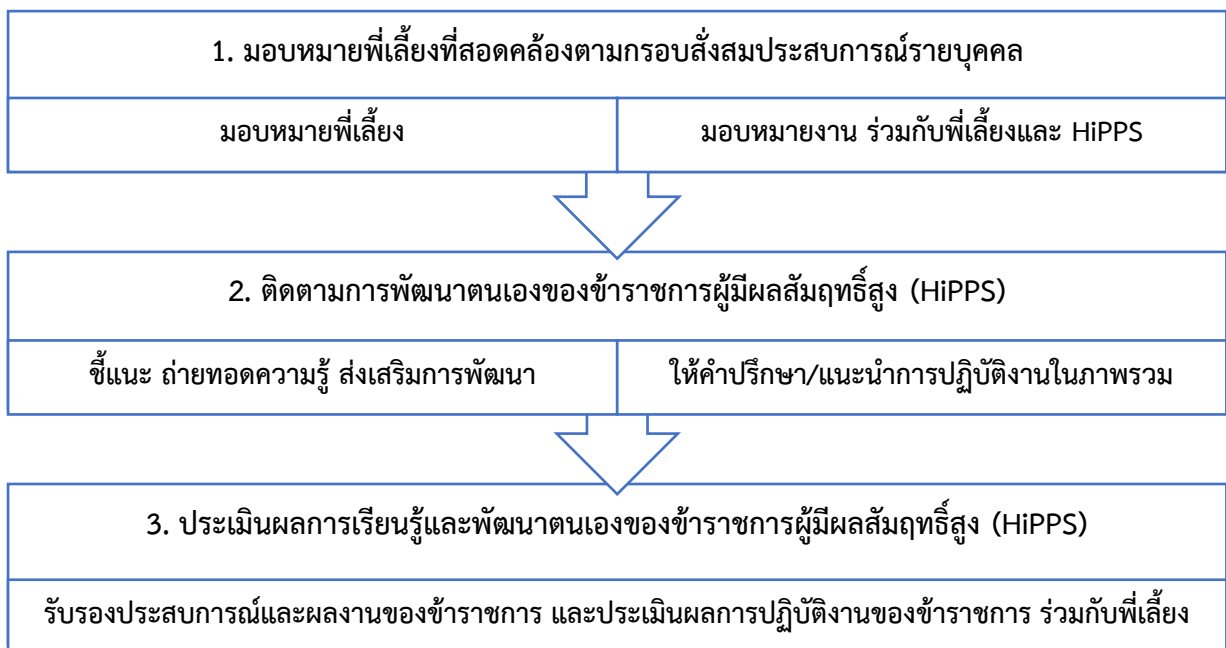 1. มอบหมายพี่เลี้ยงที่สอดคล้องตามกรอบสั่งสมประสบการณ์รายบุคคล
มอบหมายพี่เลี้ยง
มอบหมายงาน ร่วมกับพี่เลี้ยงและ HiPPS
2. ติดตามการพัฒนาตนเองของข้าราชการผู้มีผลสัมฤทธิ์สูง (HiPPS)
ชี้แนะ ถ่ายทอดความรู้ ส่งเสริมการพัฒนา
ให้คำปรึกษา/แนะนำการปฏิบัติงานในภาพรวม
3. ประเมินผลการเรียนรู้และพัฒนาตนเองของข้าราชการผู้มีผลสัมฤทธิ์สูง (HiPPS)
รับรองประสบการณ์และผลงานของข้าราชการ และประเมินผลการปฏิบัติงานของข้าราชการ ร่วมกับพี่เลี้ยง